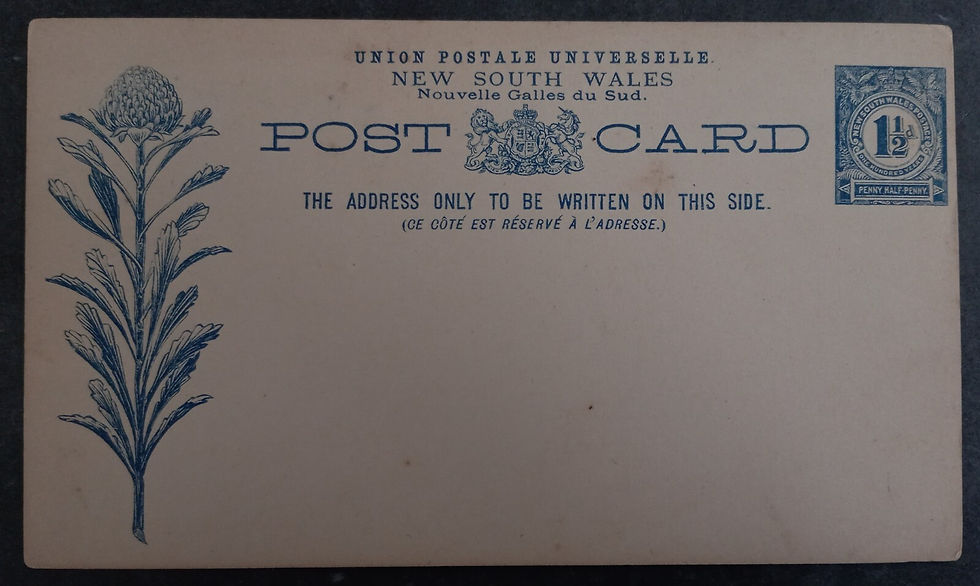 UNION POSTALE UNIVERSELLE.
NEW SOUTH WALES
Nouvelle Galles du Sud.
POST CARD
THE ADDRESS ONLY TO BE WRITTEN ON THIS SIDE.
(CE CÔTÉ EST RÉSERVÉ À L'ADRESSE.)
NEW SOUTH WALES POSTAGE
1½d
ONE HUNDRED YEARS
PENNY HALF-PENNY.